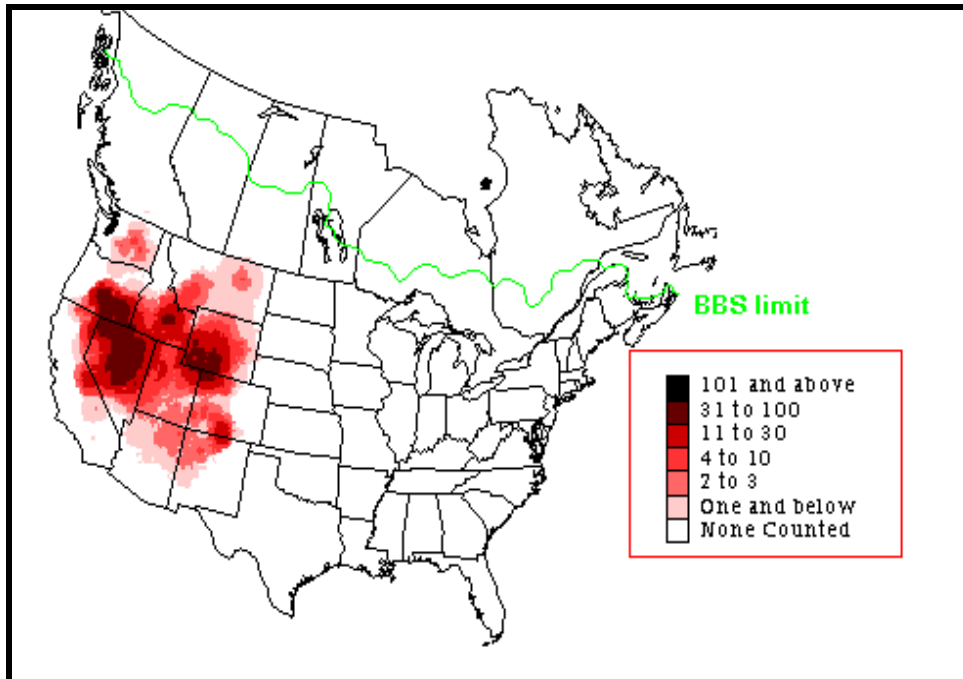 BBS limit
101 and above
31 to 100
11 to 30
4 to 10
2 to 3
One and below
None Counted